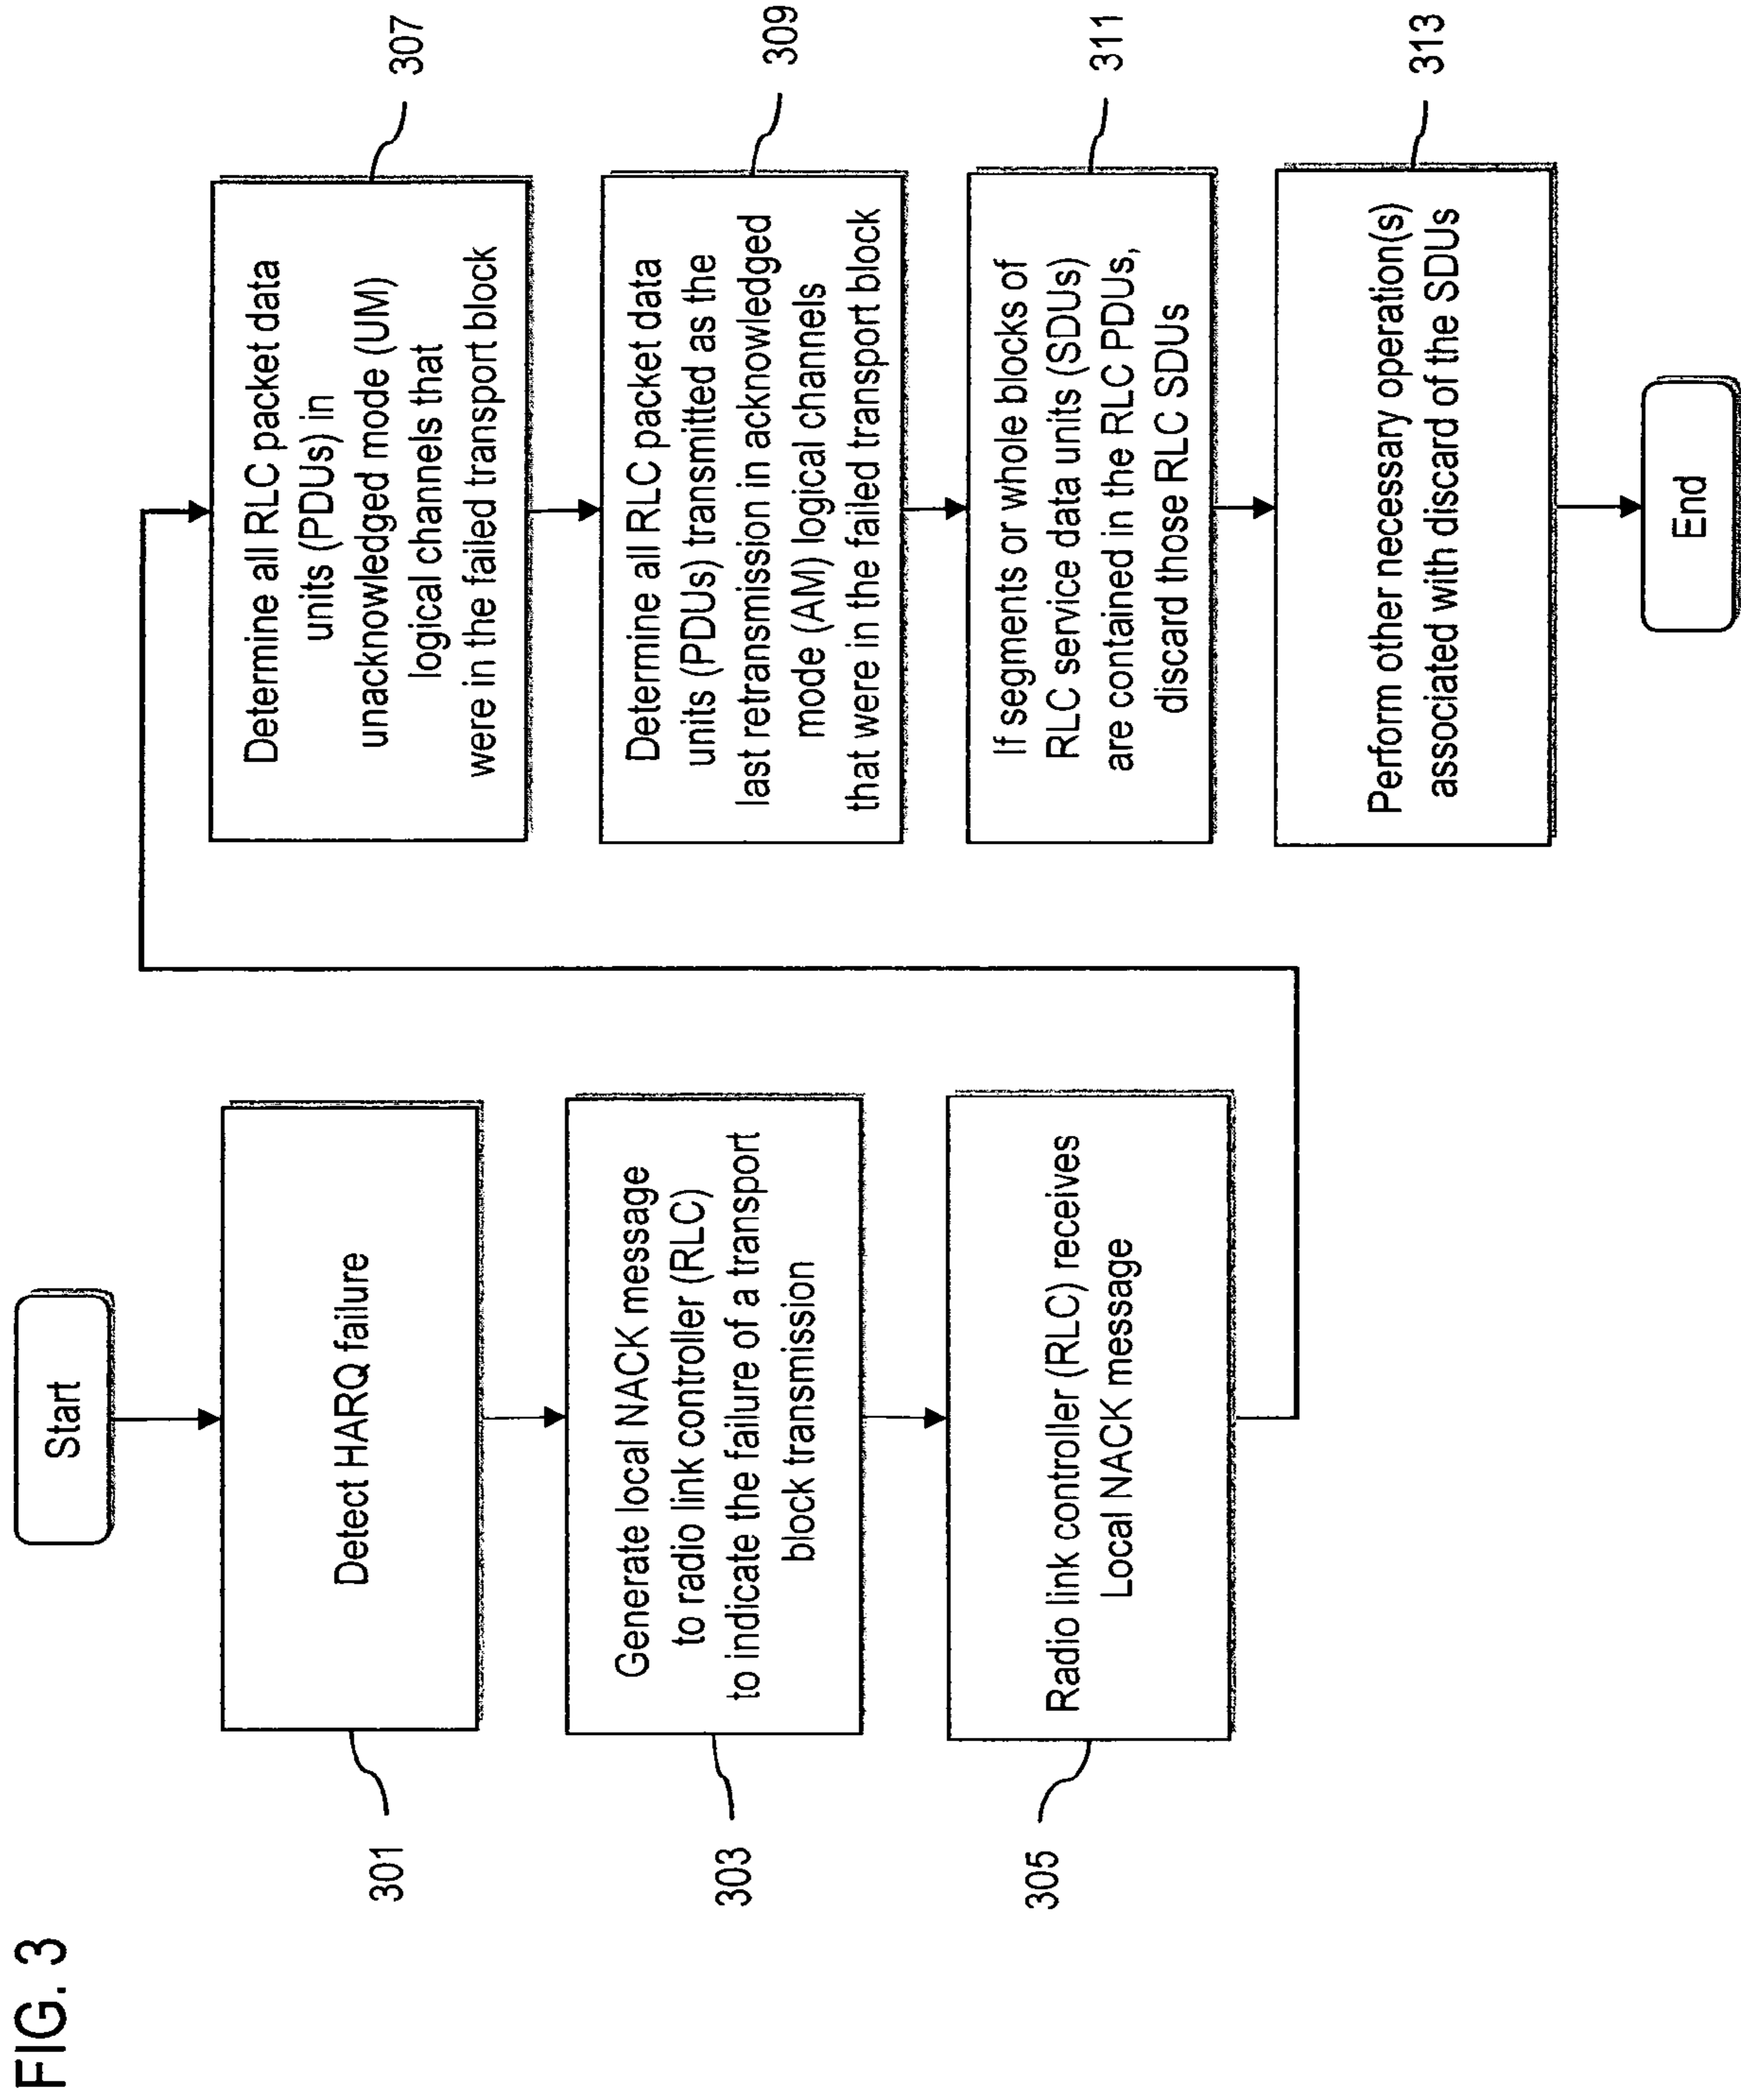 FIG. 3
Start
Detect HARQ failure
301
Generate local NACK message
to radio link controller (RLC)
to indicate the failure of a transport
block transmission
303
Radio link controller (RLC) receives
Local NACK message
305
Determine all RLC packet data
units (PDUs) in
unacknowledged mode (UM)
logical channels that
were in the failed transport block
307
Determine all RLC packet data
units (PDUs) transmitted as the
last retransmission in acknowledged
mode (AM) logical channels
that were in the failed transport block
309
If segments or whole blocks of
RLC service data units (SDUs)
are contained in the RLC PDUs,
discard those RLC SDUs
311
Perform other necessary operation(s)
associated with discard of the SDUs
313
End